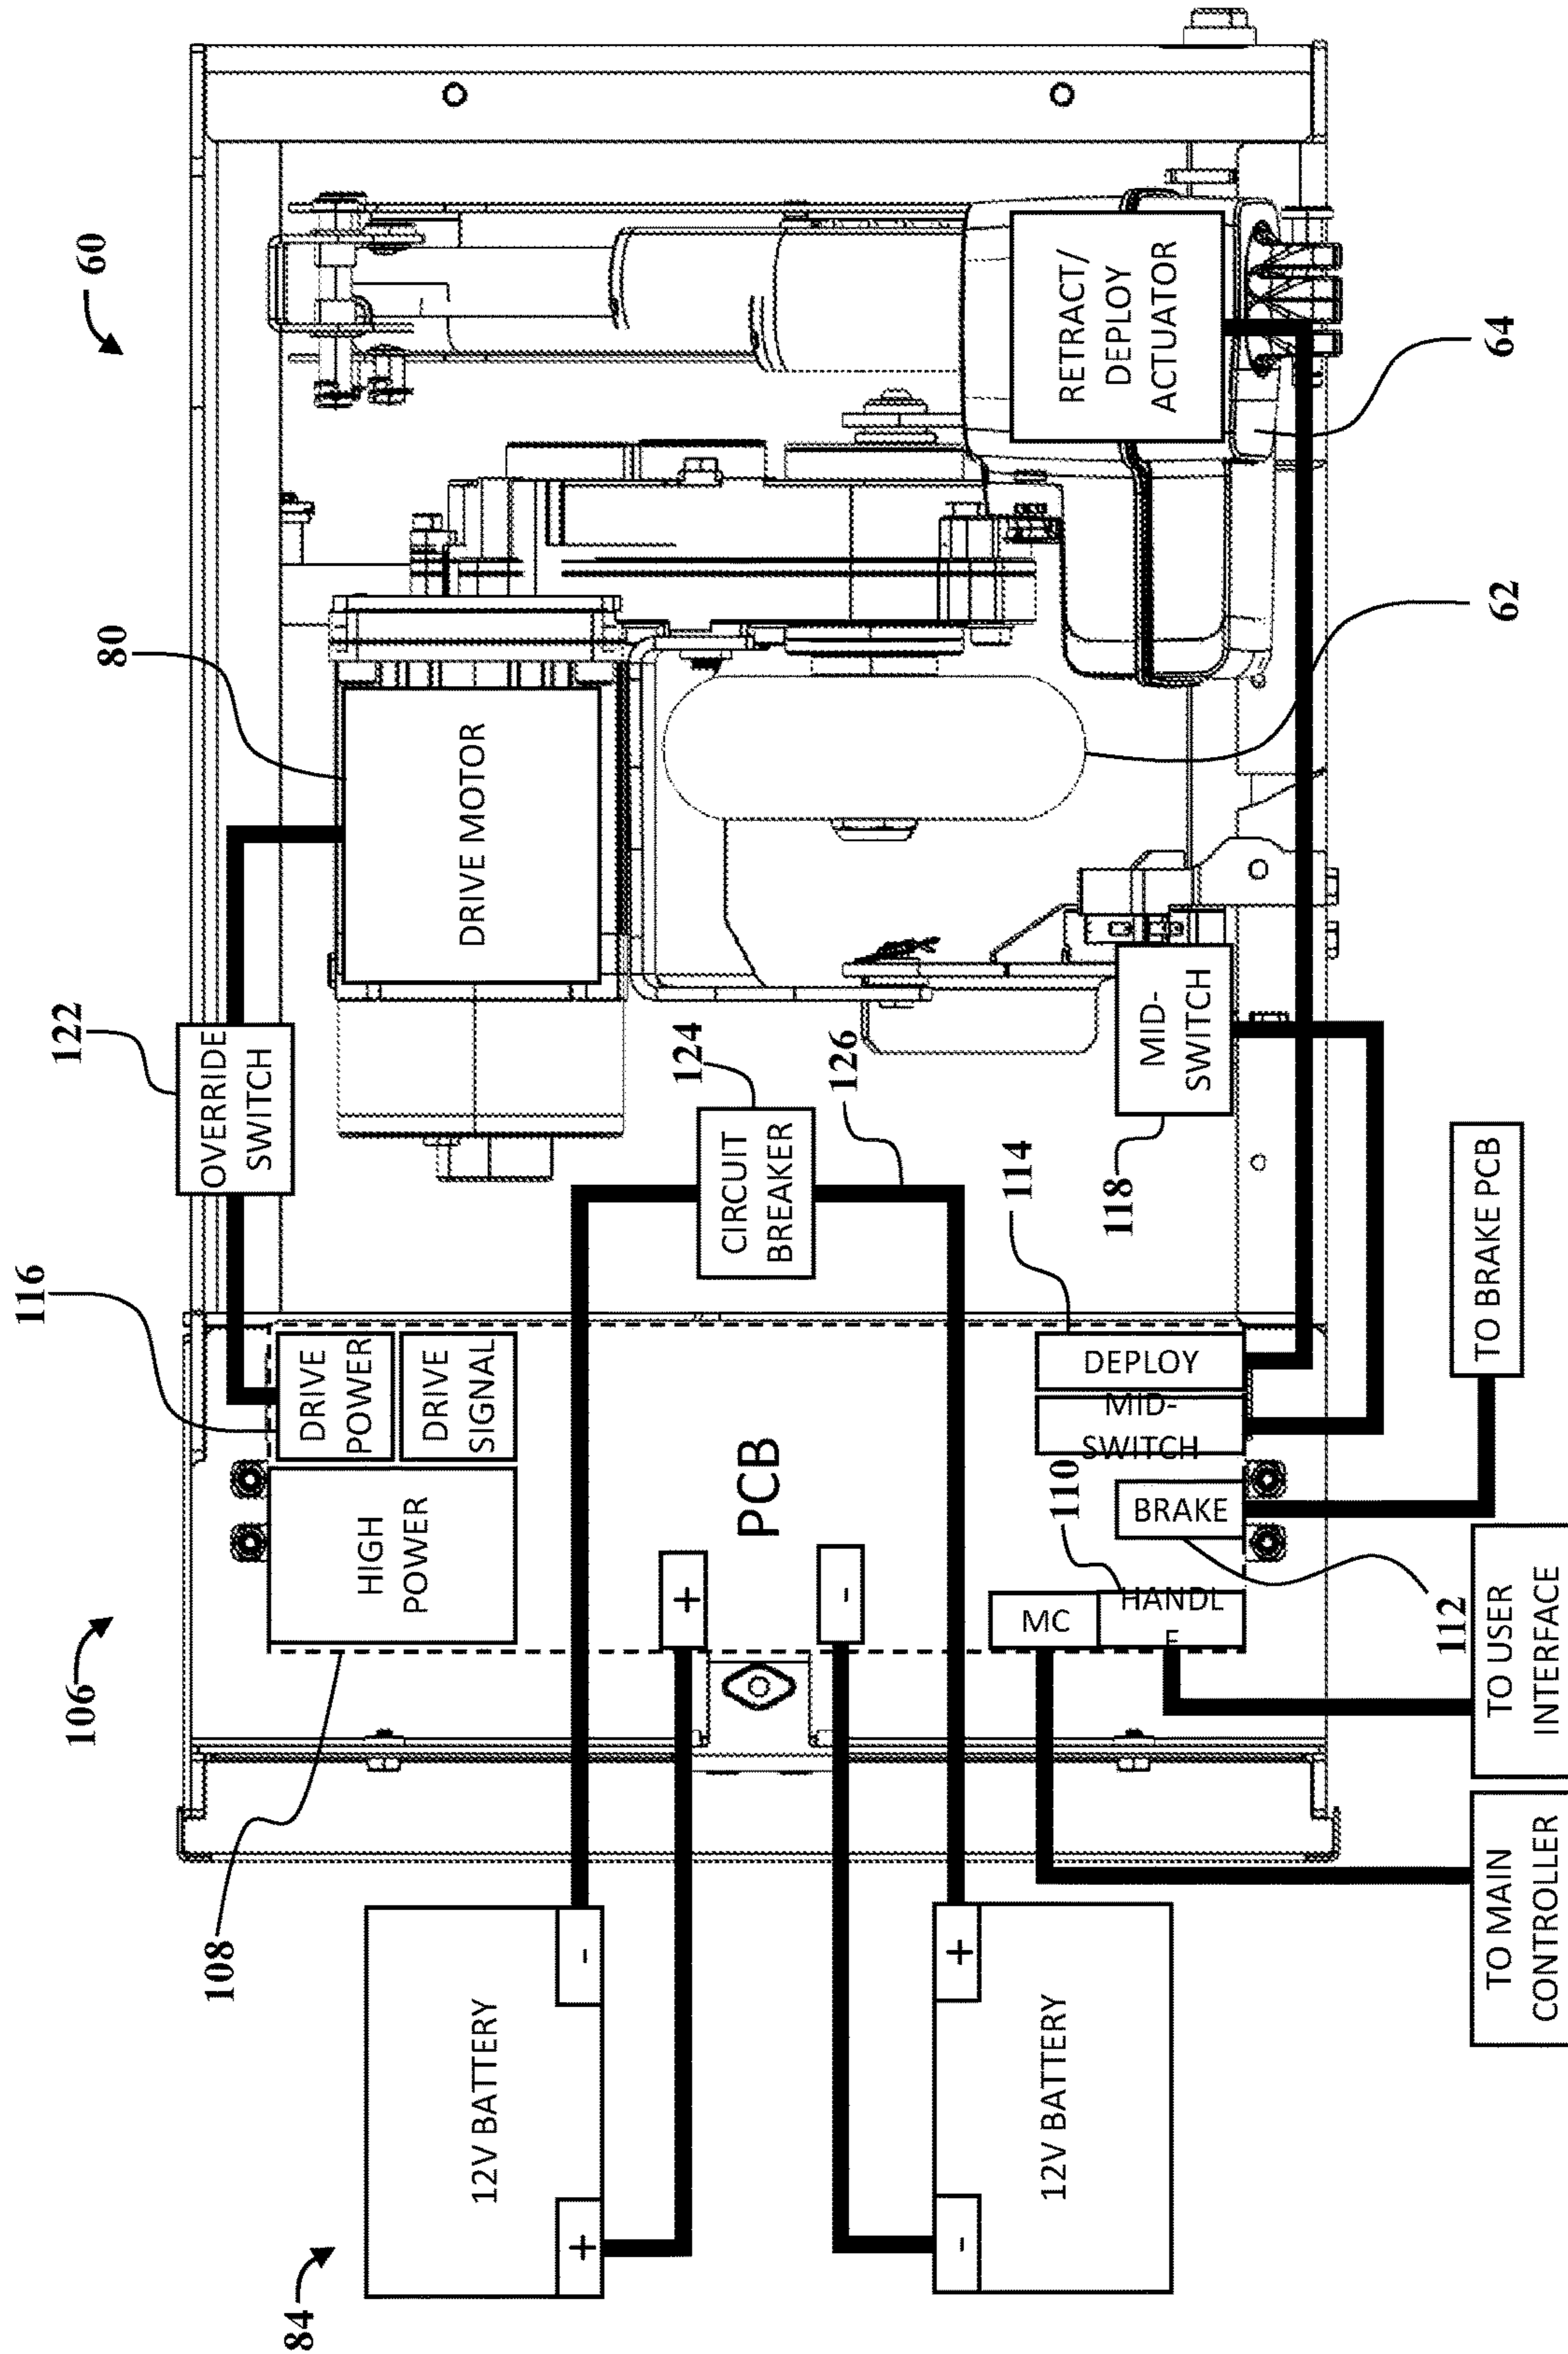 60
80
122
OVERRIDE
SWITCH
DRIVE MOTOR
RETRACT/
DEPLOY
ACTUATOR
64
62
124
CIRCUIT
BREAKER
126
MID-
SWITCH
118
114
116
DRIVE
POWER
DRIVE
SIGNAL
HIGH
POWER
PCB
+
-
DEPLOY
MID-
SWITCH
110
BRAKE
MC
HANDL
E
112
TO BRAKE PCB
TO USER
INTERFACE
TO MAIN
CONTROLLER
106
108
84
12V BATTERY
+
-
12V BATTERY
-
+